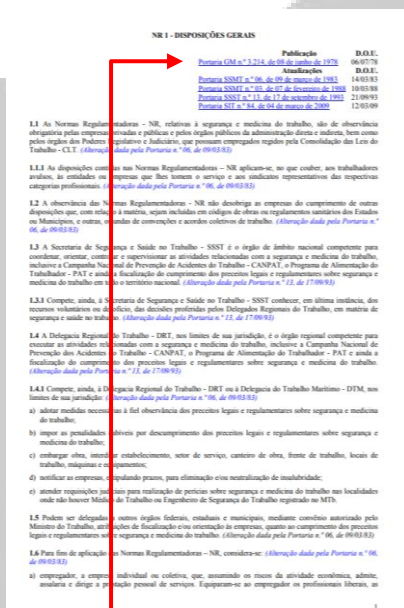 NR 1 - DISPOSIÇÕES GERAIS
Publicação D.O.U.
Portaria GM n.º 3.214, de 08 de junho de 1978 06/07/78
Atualizações D.O.U.
Portaria SSMT n.º 06, de 09 de março de 1983 14/03/83
Portaria SSMT n.º 03, de 07 de fevereiro de 1988 10/03/88
Portaria SSST n.º 13, de 17 de setembro de 1993 21/09/93
Portaria SIT n.º 84, de 04 de março de 2009 12/03/09
1.1 As Normas Regulamentadoras - NR, relativas à segurança e medicina do trabalho, são de observância
obrigatória pelas empresas privadas e públicas e pelos órgãos públicos da administração direta e indireta, bem como
pelos órgãos dos Poderes Legislativo e Judiciário, que possuam empregados regidos pela Consolidação das Leis do
Trabalho - CLT. (Alteração dada pela Portaria n.º 06, de 09/03/83)
1.1.1 As disposições contidas nas Normas Regulamentadoras – NR aplicam-se, no que couber, aos trabalhadores
avulsos, às entidades ou empresas que lhes tomem o serviço e aos sindicatos representativos das respectivas
categorias profissionais. (Alteração dada pela Portaria n.º 06, de 09/03/83)
1.2 A observância das Normas Regulamentadoras - NR não desobriga as empresas do cumprimento de outras
disposições que, com relação à matéria, sejam incluídas em códigos de obras ou regulamentos sanitários dos Estados
ou Municípios, e outras, oriundas de convenções e acordos coletivos de trabalho. (Alteração dada pela Portaria n.º
06, de 09/03/83)
1.3 A Secretaria de Segurança e Saúde no Trabalho - SSST é o órgão de âmbito nacional competente para
coordenar, orientar, controlar e supervisionar as atividades relacionadas com a segurança e medicina do trabalho,
inclusive a Campanha Nacional de Prevenção de Acidentes do Trabalho - CANPAT, o Programa de Alimentação do
Trabalhador - PAT e ainda a fiscalização do cumprimento dos preceitos legais e regulamentares sobre segurança e
medicina do trabalho em todo o território nacional. (Alteração dada pela Portaria n.º 13, de 17/09/93)
1.3.1 Compete, ainda, à Secretaria de Segurança e Saúde no Trabalho - SSST conhecer, em última instância, dos
recursos voluntários ou de ofício, das decisões proferidas pelos Delegados Regionais do Trabalho, em matéria de
segurança e saúde no trabalho. (Alteração dada pela Portaria n.º 13, de 17/09/93)
1.4 A Delegacia Regional do Trabalho - DRT, nos limites de sua jurisdição, é o órgão regional competente para
executar as atividades relacionadas com a segurança e medicina do trabalho, inclusive a Campanha Nacional de
Prevenção dos Acidentes do Trabalho - CANPAT, o Programa de Alimentação do Trabalhador - PAT e ainda a
fiscalização do cumprimento dos preceitos legais e regulamentares sobre segurança e medicina do trabalho.
(Alteração dada pela Portaria n.º 13, de 17/09/93)
1.4.1 Compete, ainda, à Delegacia Regional do Trabalho - DRT ou à Delegacia do Trabalho Marítimo - DTM, nos
limites de sua jurisdição: (Alteração dada pela Portaria n.º 06, de 09/03/83)
a) adotar medidas necessárias à fiel observância dos preceitos legais e regulamentares sobre segurança e medicina
do trabalho;
b) impor as penalidades cabíveis por descumprimento dos preceitos legais e regulamentares sobre segurança e
medicina do trabalho;
c) embargar obra, interditar estabelecimento, setor de serviço, canteiro de obra, frente de trabalho, locais de
trabalho, máquinas e equipamentos;
d) notificar as empresas, estipulando prazos, para eliminação e/ou neutralização de insalubridade;
e) atender requisições judiciais para realização de perícias sobre segurança e medicina do trabalho nas localidades
onde não houver Médico do Trabalho ou Engenheiro de Segurança do Trabalho registrado no MTb.
1.5 Podem ser delegadas a outros órgãos federais, estaduais e municipais, mediante convênio autorizado pelo
Ministro do Trabalho, atribuições de fiscalização e/ou orientação às empresas, quanto ao cumprimento dos preceitos
legais e regulamentares sobre segurança e medicina do trabalho. (Alteração dada pela Portaria n.º 06, de 09/03/83)
1.6 Para fins de aplicação das Normas Regulamentadoras – NR, considera-se: (Alteração dada pela Portaria n.º 06,
de 09/03/83)
a) empregador, a empresa individual ou coletiva, que, assumindo os riscos da atividade econômica, admite,
assalaria e dirige a prestação pessoal de serviços. Equiparam-se ao empregador os profissionais liberais, as
1